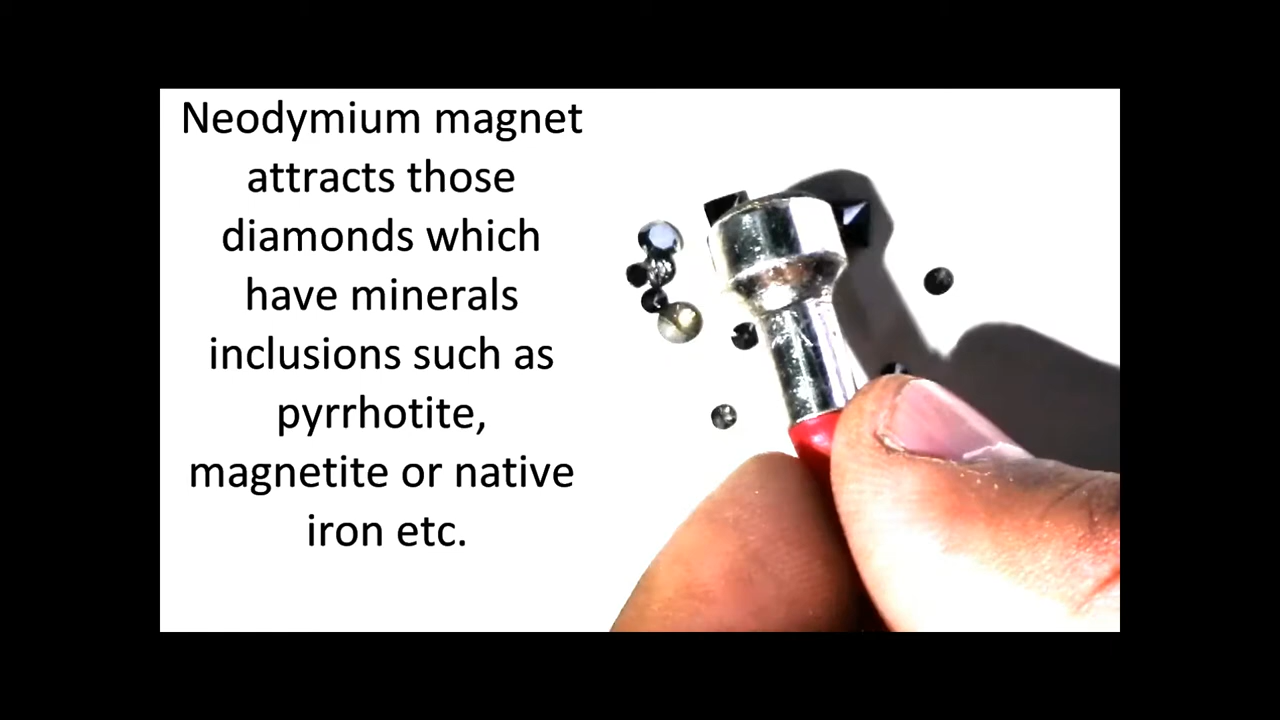 Neodymium magnet
attracts those
diamonds which
have minerals
inclusions such as
pyrrhotite,
magnetite or native
iron etc.